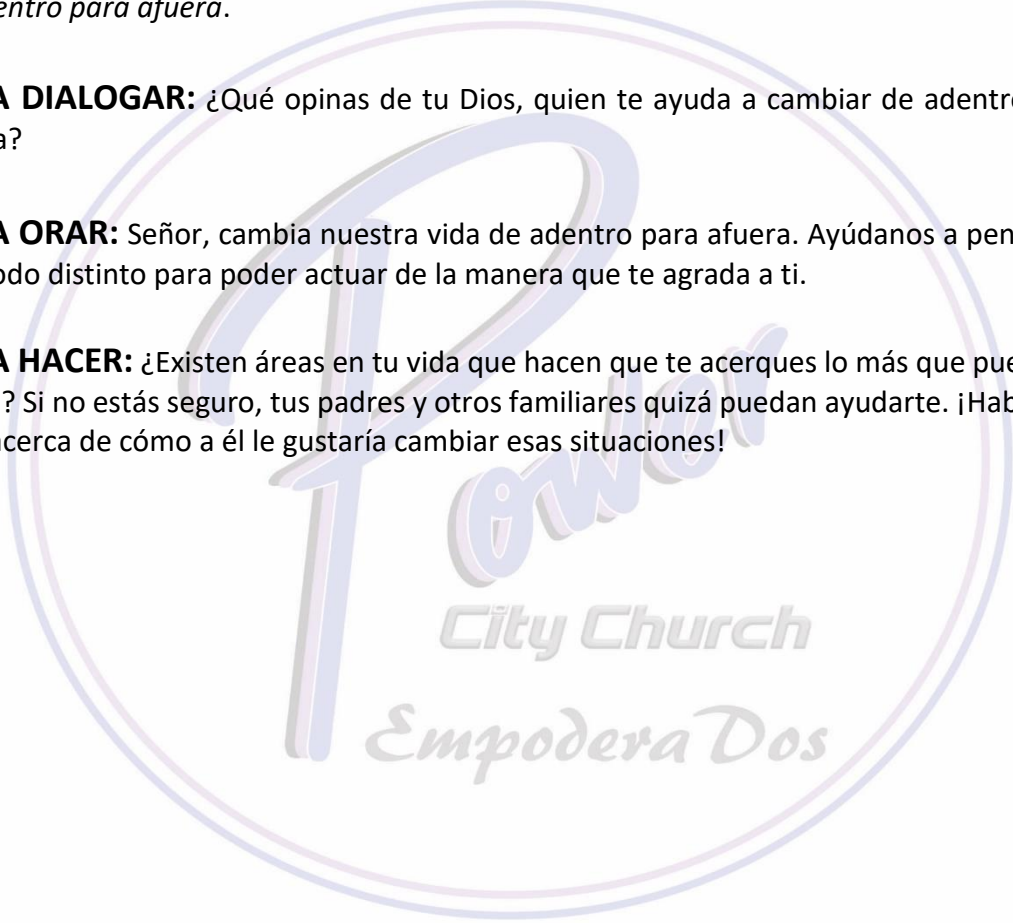 entro para afuera.
A DIALOGAR: ¿Qué opinas de tu Dios, quien te ayuda a cambiar de adentro
a?
A ORAR: Señor, cambia nuestra vida de adentro para afuera. Ayúdanos a pen
odo distinto para poder actuar de la manera que te agrada a ti.
A HACER: ¿Existen áreas en tu vida que hacen que te acerques lo más que pue
? Si no estás seguro, tus padres y otros familiares quizá puedan ayudarte. ¡Hab
acerca de cómo a él le gustaría cambiar esas situaciones!
Power
City Church
EmpoderaDos